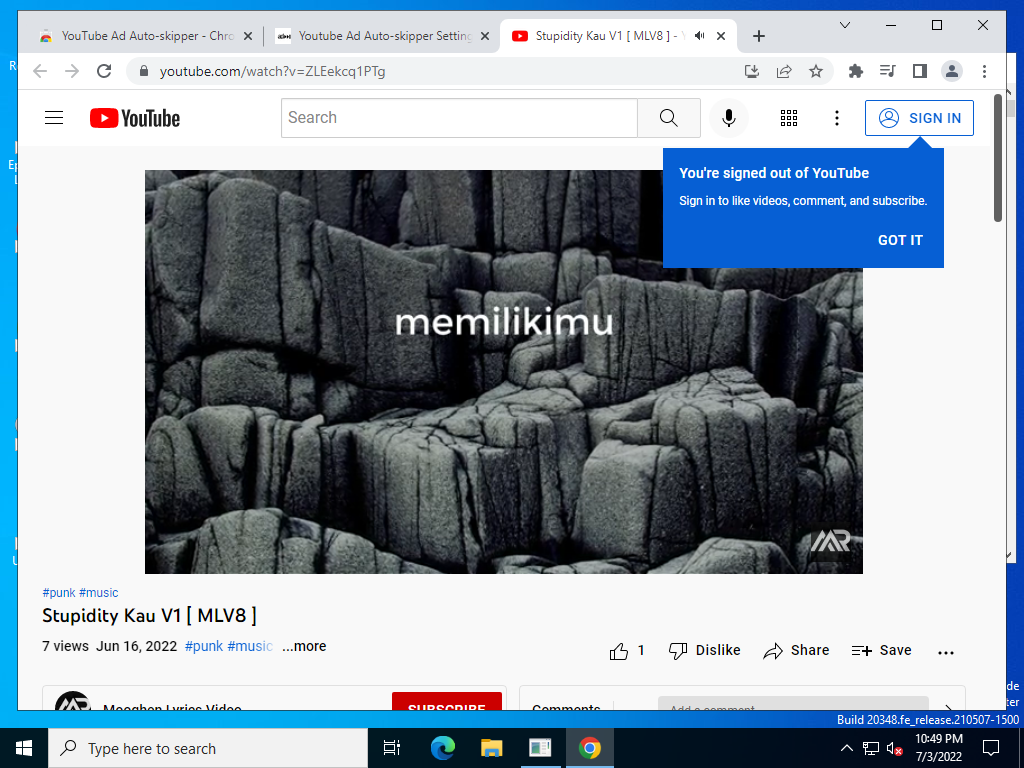 YouTube Ad Auto-skipper - Chro
Youtube Ad Auto-skipper Setting
Stupidity Kau V1 [ MLV8 ] - Y
youtube.com/watch?v=ZLEekcq1PTg
YouTube
Search
SIGN IN
You're signed out of YouTube
Sign in to like videos, comment, and subscribe.
GOT IT
memilikimu
#punk #music
Stupidity Kau V1 [ MLV8 ]
7 views Jun 16, 2022 #punk #music ...more
1 Dislike Share Save
Mooghen Lyrics Video
SUBSCRIBE
Comments
Add a comment...
Build 20348.fe_release.210507-1500
Type here to search
10:49 PM
7/3/2022